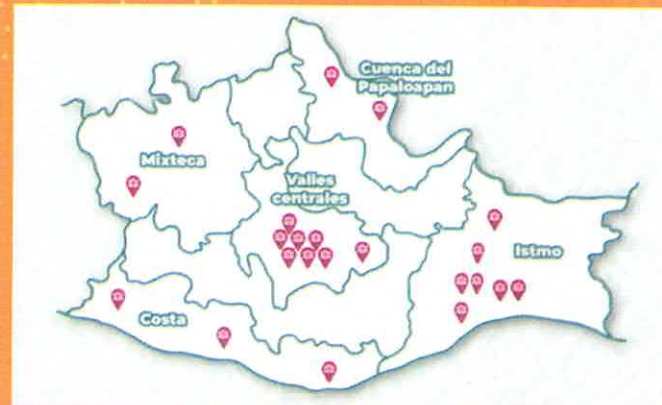 Cuenca del
Papaloapan
Mixteca
Valles
centrales
Istmo
Costa